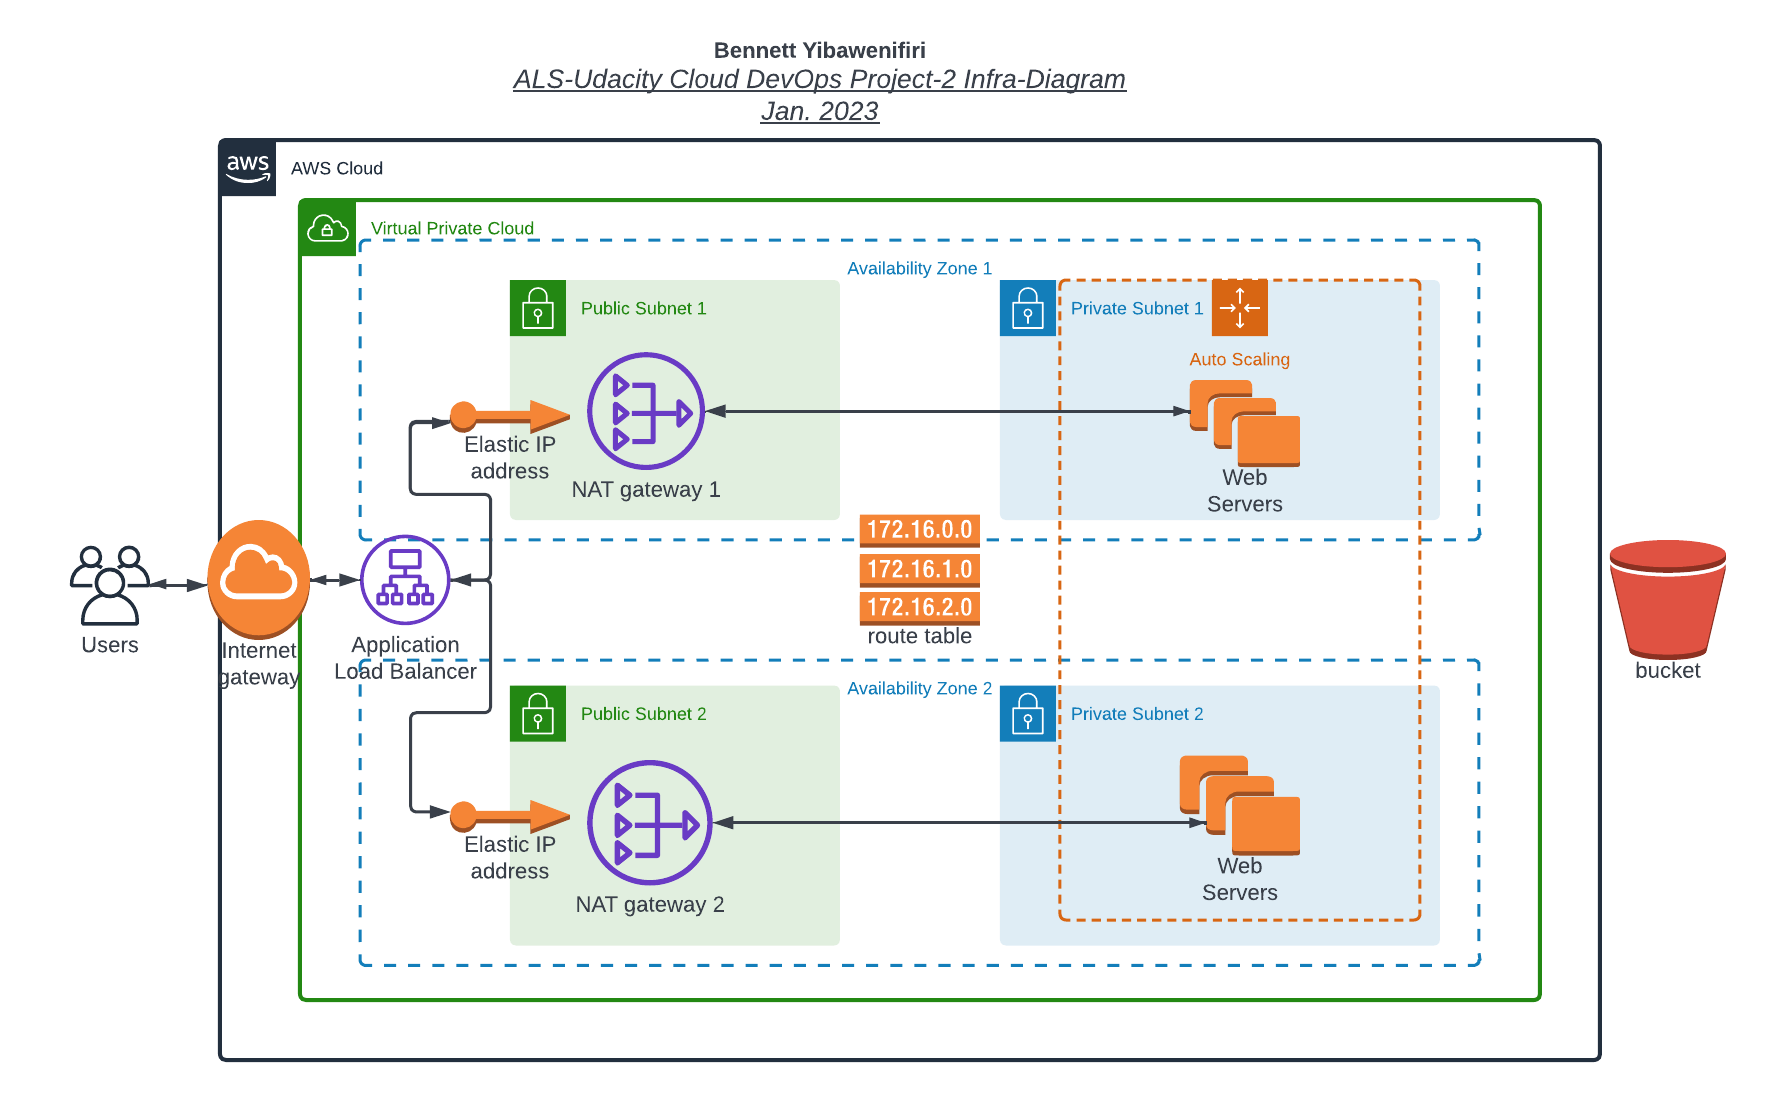 Bennett Yibawenifiri
ALS-Udacity Cloud DevOps Project-2 Infra-Diagram
Jan. 2023
aws
AWS Cloud
Virtual Private Cloud
Availability Zone 1
Public Subnet 1
Private Subnet 1
Auto Scaling
Elastic IP
address
NAT gateway 1
Web
Servers
172.16.0.0
172.16.1.0
172.16.2.0
route table
Users
Internet
gateway
Application
Load Balancer
bucket
Availability Zone 2
Public Subnet 2
Private Subnet 2
Elastic IP
address
NAT gateway 2
Web
Servers